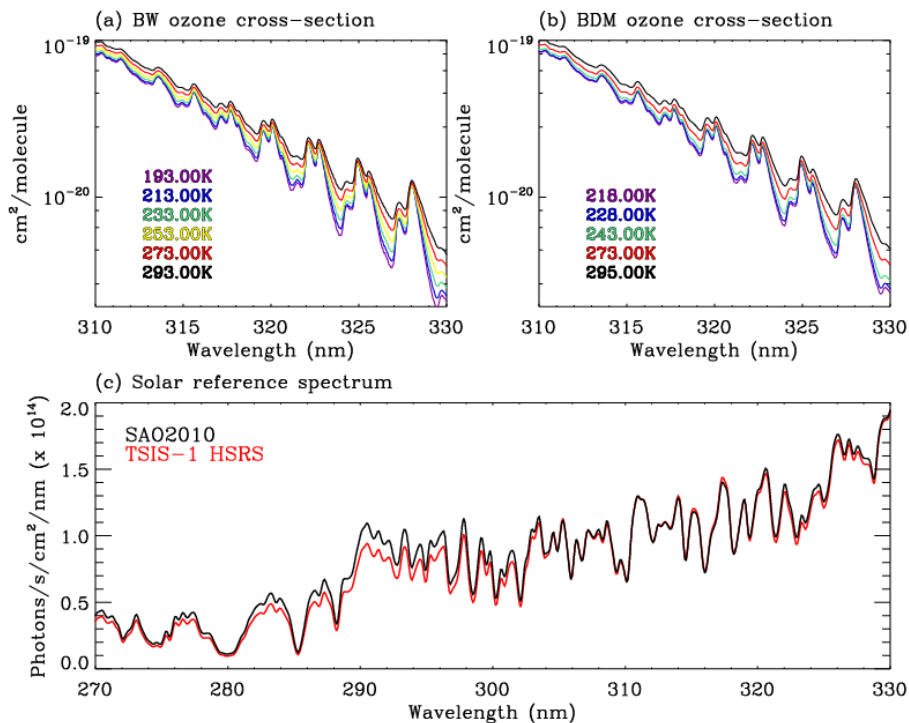 (a) BW ozone cross-section
10⁻¹⁹
cm²/molecule
10⁻²⁰
193.00K
213.00K
233.00K
253.00K
273.00K
293.00K
310 315 320 325 330
Wavelength (nm)
(b) BDM ozone cross-section
10⁻¹⁹
cm²/molecule
10⁻²⁰
218.00K
228.00K
243.00K
273.00K
295.00K
310 315 320 325 330
Wavelength (nm)
(c) Solar reference spectrum
Photons/s/cm²/nm (x 10¹⁴)
2.0
1.5
1.0
0.5
0.0
SAO2010
TSIS-1 HSRS
270 280 290 300 310 320 330
Wavelength (nm)